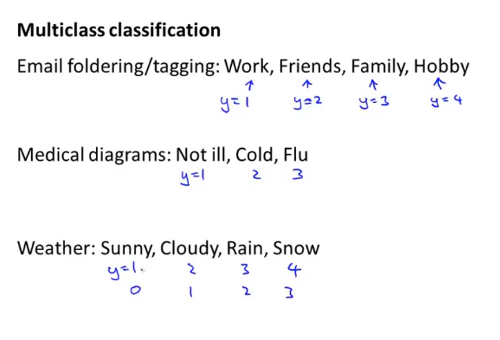 Multiclass classification
Email foldering/tagging: Work, Friends, Family, Hobby
y=1 y=2 y=3 y=4
Medical diagrams: Not ill, Cold, Flu
y=1 2 3
Weather: Sunny, Cloudy, Rain, Snow
y=1 2 3 4
0 1 2 3